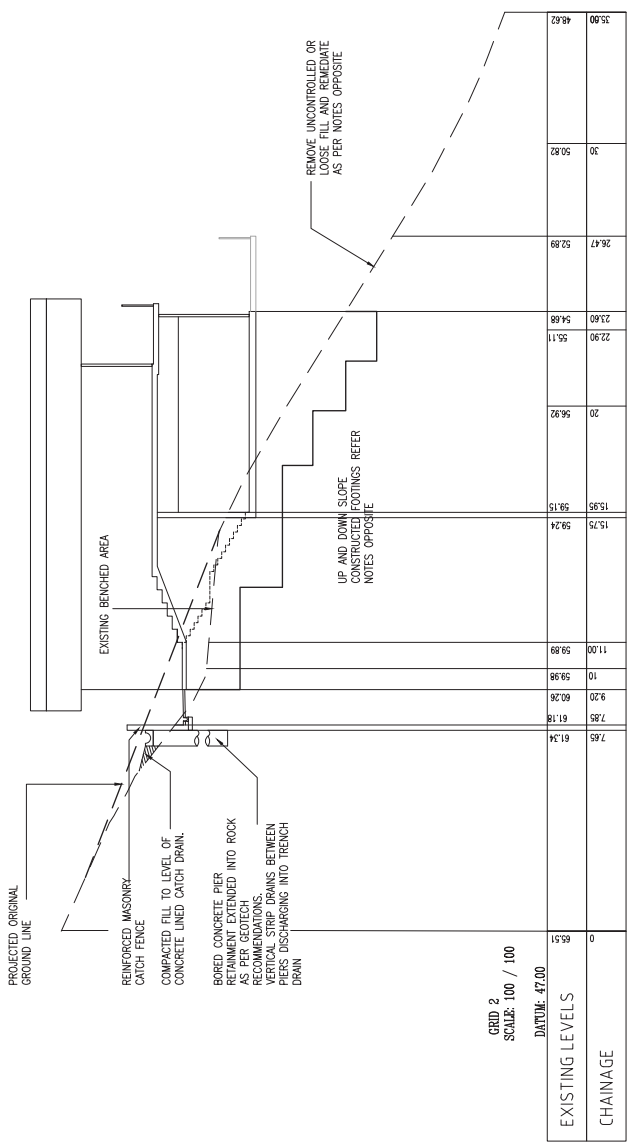 PROJECTED ORIGINAL
GROUND LINE
REINFORCED MASONRY
CATCH FENCE
COMPACTED FILL TO LEVEL OF
CONCRETE LINED CATCH DRAIN.
BORED CONCRETE PIER
RETAINMENT EXTENDED INTO ROCK
AS PER GEOTECH
RECOMMENDATIONS.
VERTICAL STRIP DRAINS BETWEEN
PIERS DISCHARGING INTO TRENCH
DRAIN
EXISTING BENCHED AREA
UP AND DOWN SLOPE
CONSTRUCTED FOOTINGS REFER
NOTES OPPOSITE
REMOVE UNCONTROLLED OR
LOOSE FILL AND REMEDIATE
AS PER NOTES OPPOSITE
GRID 2
SCALE: 100 / 100
DATUM: 47.00
EXISTING LEVELS 65.51 61.34 61.18 60.26 59.98 59.89 59.24 59.15 56.92 55.11 54.68 52.89 50.82 48.62
CHAINAGE 0 7.65 7.85 9.20 10 11.00 15.75 15.95 20 22.90 23.60 26.47 30 35.60